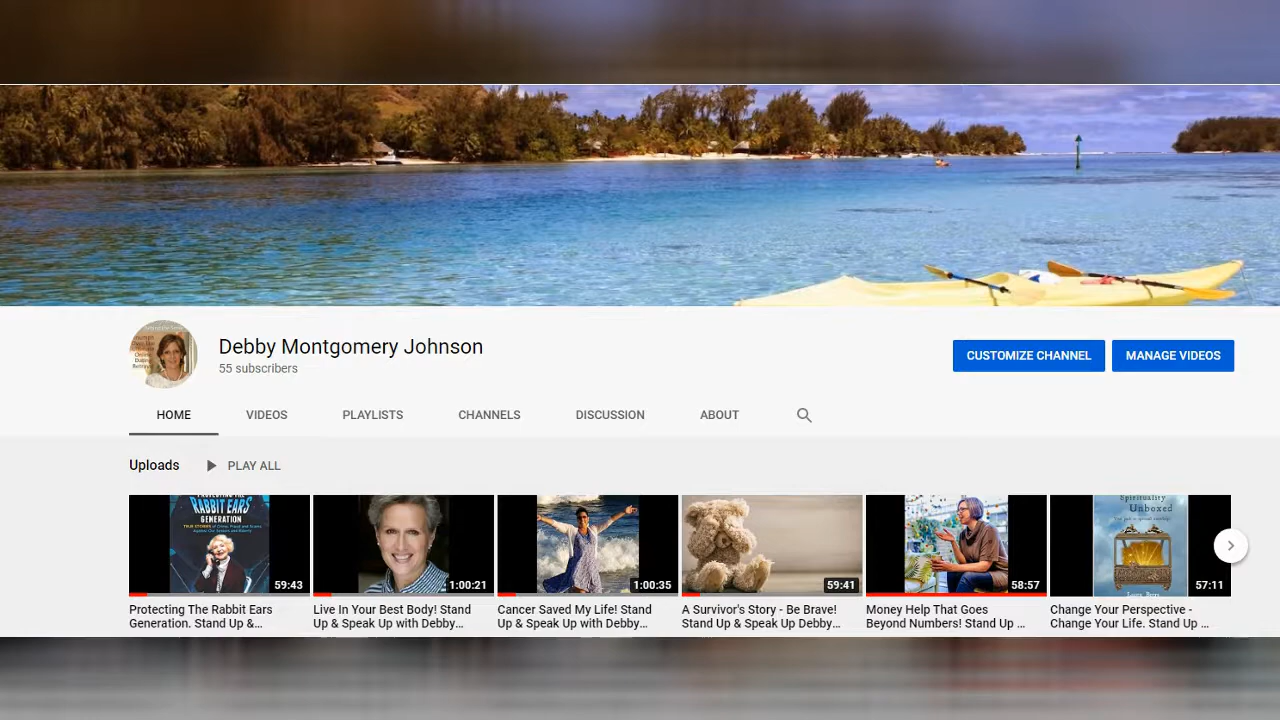 Debby Montgomery Johnson
55 subscribers
CUSTOMIZE CHANNEL
MANAGE VIDEOS
HOME
VIDEOS
PLAYLISTS
CHANNELS
DISCUSSION
ABOUT
Uploads
PLAY ALL
RABBIT EARS
GENERATION
59:43
1:00:21
1:00:35
59:41
58:57
Spirituality
Unboxed
57:11
Protecting The Rabbit Ears
Generation. Stand Up &...
Live In Your Best Body! Stand
Up & Speak Up with Debby...
Cancer Saved My Life! Stand
Up & Speak Up with Debby...
A Survivor's Story - Be Brave!
Stand Up & Speak Up Debby...
Money Help That Goes
Beyond Numbers! Stand Up ...
Change Your Perspective -
Change Your Life. Stand Up ...